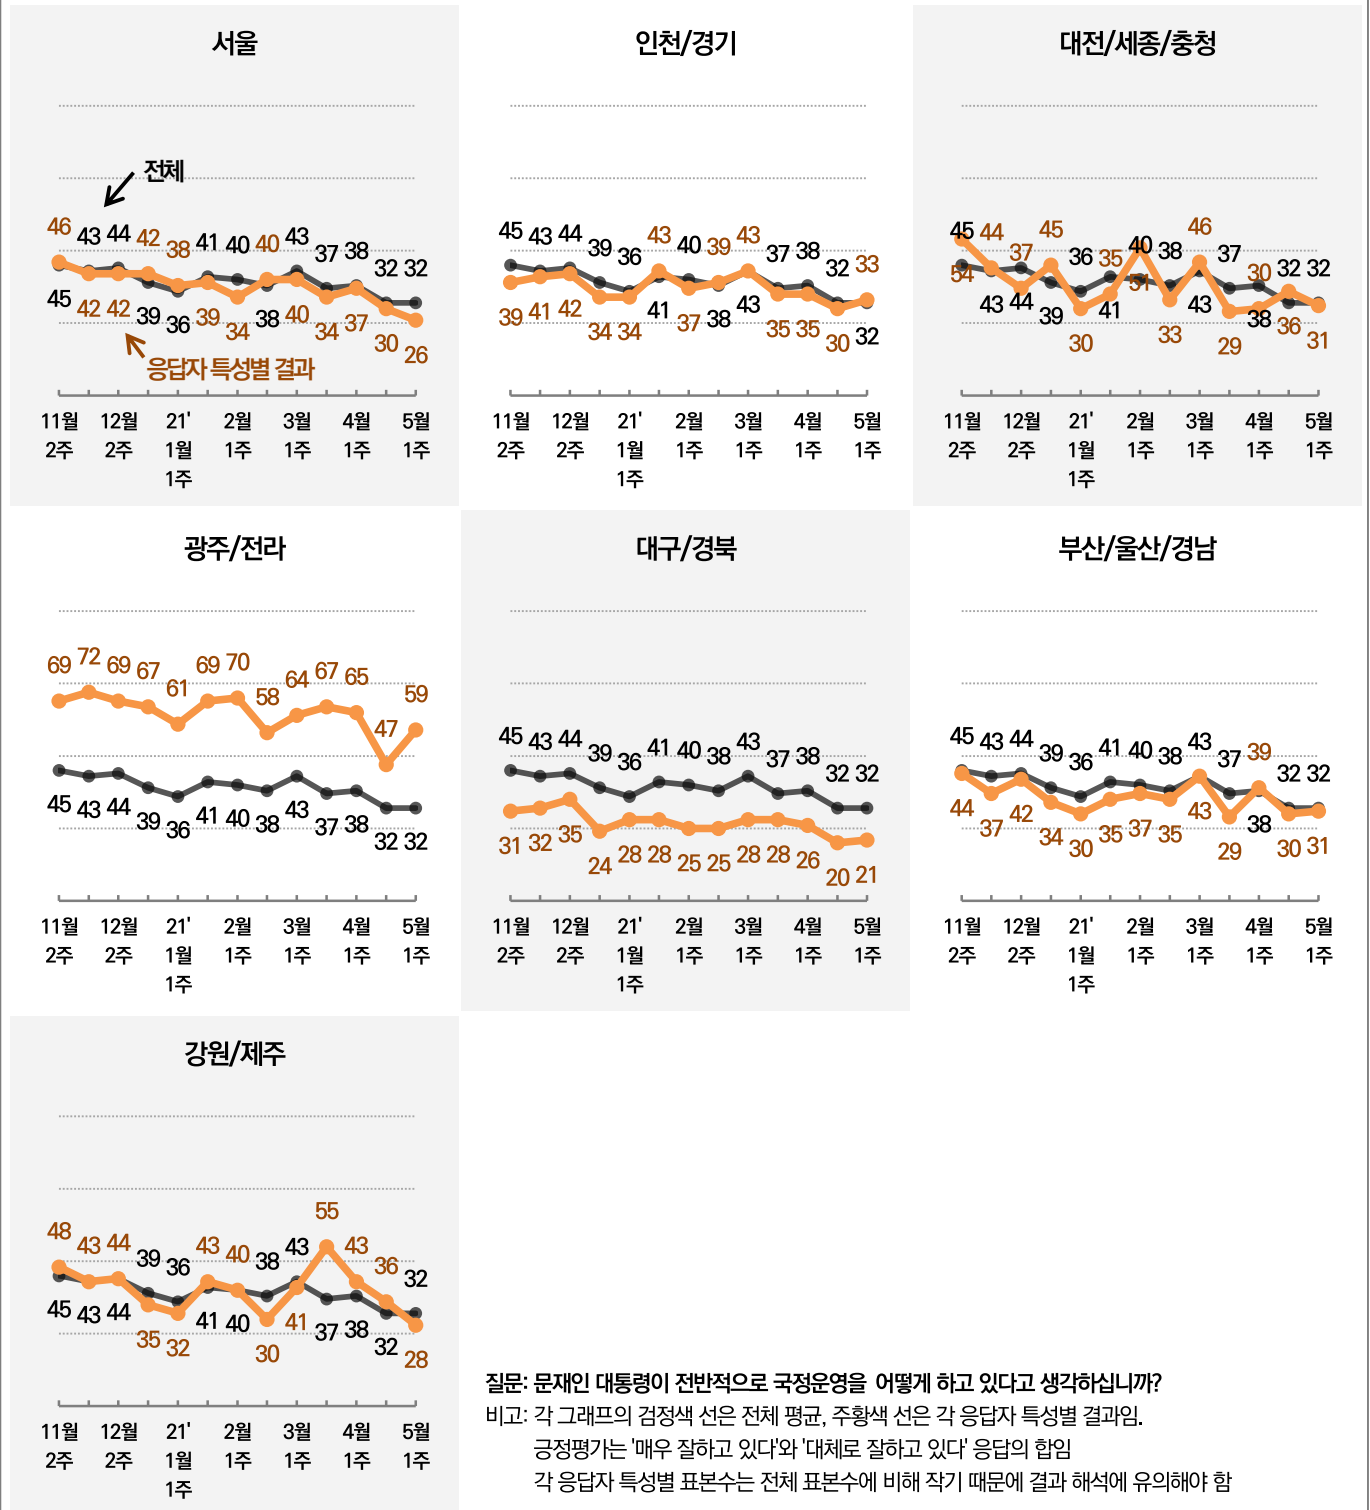 서울
전체
46 43 44 42 38 41 40 40 43 37 38 32 32
45 42 42 39 36 39 34 38 40 34 37 30 26
응답자 특성별 결과
11월 12월 21' 2월 3월 4월 5월
2주 2주 1월 1주 1주 1주 1주
1주
인천/경기
45 43 44 39 36 43 40 39 43 37 38 32 33
39 41 42 34 34 41 37 38 43 35 35 30 32
11월 12월 21' 2월 3월 4월 5월
2주 2주 1월 1주 1주 1주 1주
1주
대전/세종/충청
45 44 37 45 36 35 40 38 46 37 30 32 32
54 43 44 39 30 41 51 33 43 29 38 36 31
11월 12월 21' 2월 3월 4월 5월
2주 2주 1월 1주 1주 1주 1주
1주
광주/전라
69 72 69 67 61 69 70 58 64 67 65 47 59
45 43 44 39 36 41 40 38 43 37 38 32 32
11월 12월 21' 2월 3월 4월 5월
2주 2주 1월 1주 1주 1주 1주
1주
대구/경북
45 43 44 39 36 41 40 38 43 37 38 32 32
31 32 35 24 28 28 25 25 28 28 26 20 21
11월 12월 21' 2월 3월 4월 5월
2주 2주 1월 1주 1주 1주 1주
1주
부산/울산/경남
45 43 44 39 36 41 40 38 43 37 39 32 32
44 37 42 34 30 35 37 35 43 29 38 30 31
11월 12월 21' 2월 3월 4월 5월
2주 2주 1월 1주 1주 1주 1주
1주
강원/제주
48 43 44 39 36 43 40 38 43 55 43 36 32
45 43 44 35 32 41 40 30 41 37 38 32 28
11월 12월 21' 2월 3월 4월 5월
2주 2주 1월 1주 1주 1주 1주
1주
질문: 문재인 대통령이 전반적으로 국정운영을 어떻게 하고 있다고 생각하십니까?
비고: 각 그래프의 검정색 선은 전체 평균, 주황색 선은 각 응답자 특성별 결과임.
긍정평가는 '매우 잘하고 있다'와 '대체로 잘하고 있다' 응답의 합임
각 응답자 특성별 표본수는 전체 표본수에 비해 작기 때문에 결과 해석에 유의해야 함